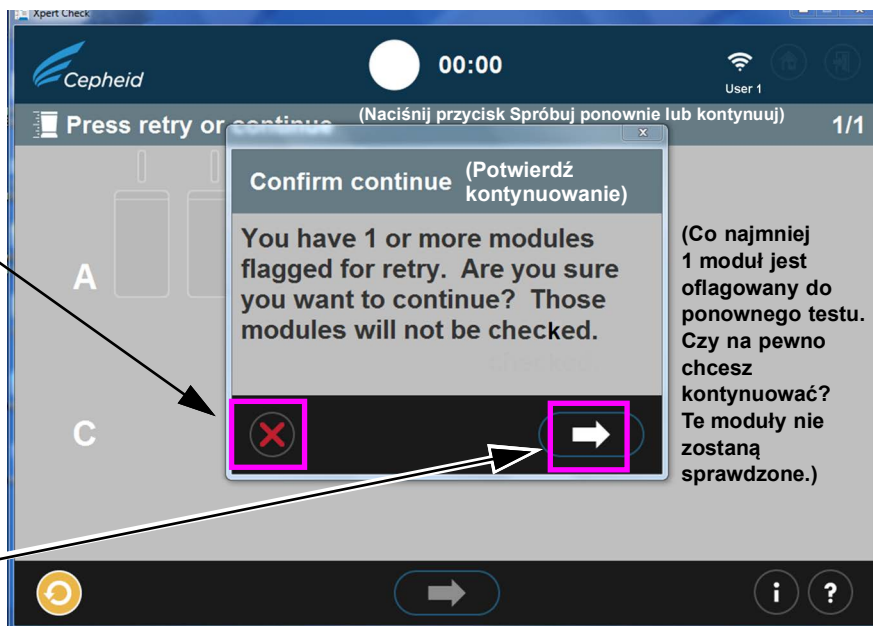 Xpert Check
Cepheid
00:00
User 1
Press retry or continue (Naciśnij przycisk Spróbuj ponownie lub kontynuuj) 1/1
x
Confirm continue (Potwierdź
kontynuowanie)
You have 1 or more modules
flagged for retry. Are you sure
you want to continue? Those
modules will not be checked.
(Co najmniej
1 moduł jest
oflagowany do
ponownego testu.
Czy na pewno
chcesz
kontynuować?
Te moduły nie
zostaną
sprawdzone.)
A
C
i
?